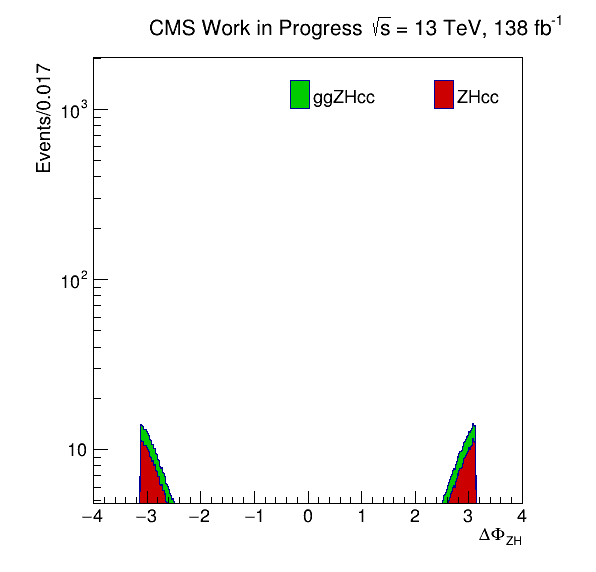 CMS Work in Progress √s = 13 TeV, 138 fb⁻¹
Events/0.017
ggZHcc ZHcc
10³
10²
10
−4 −3 −2 −1 0 1 2 3 4
ΔΦ_ZH